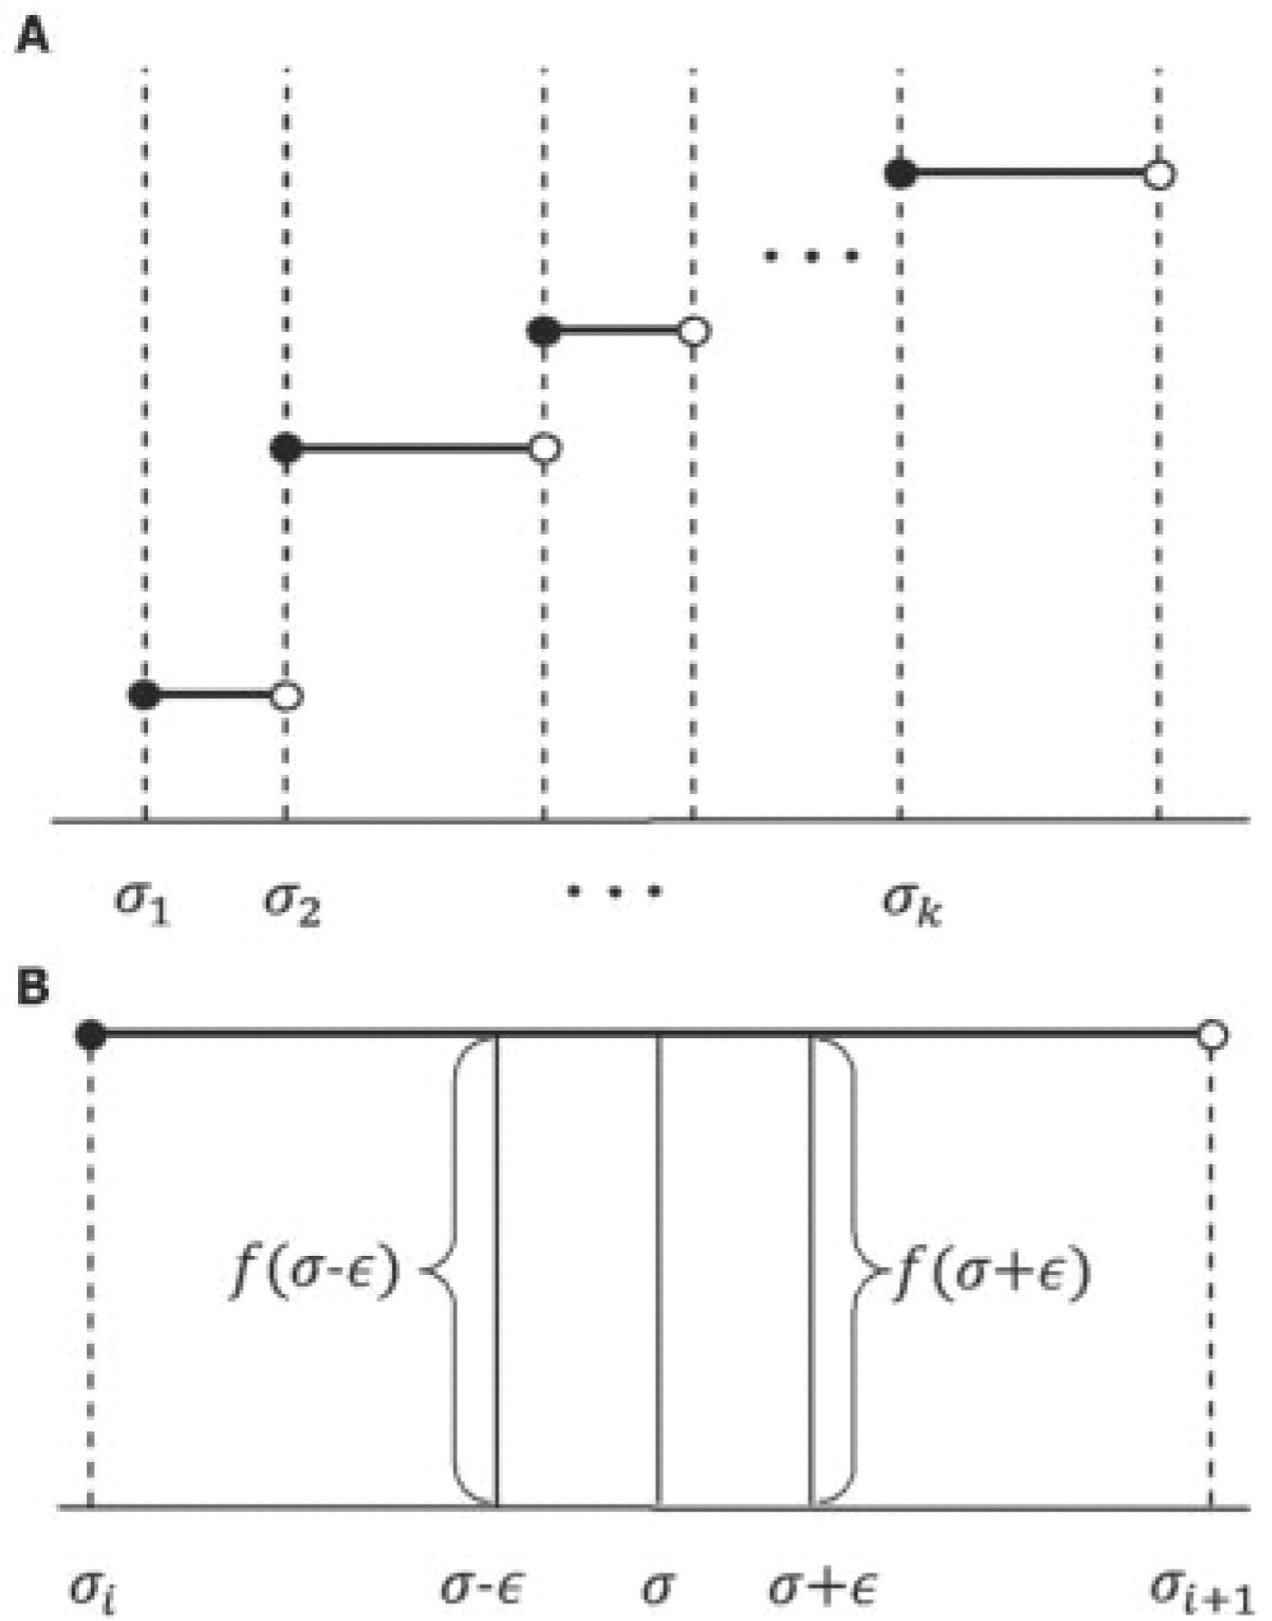 A
. . .
σ₁ σ₂ . . . σₖ
B
f(σ-ϵ) f(σ+ϵ)
σᵢ σ-ϵ σ σ+ϵ σᵢ₊₁